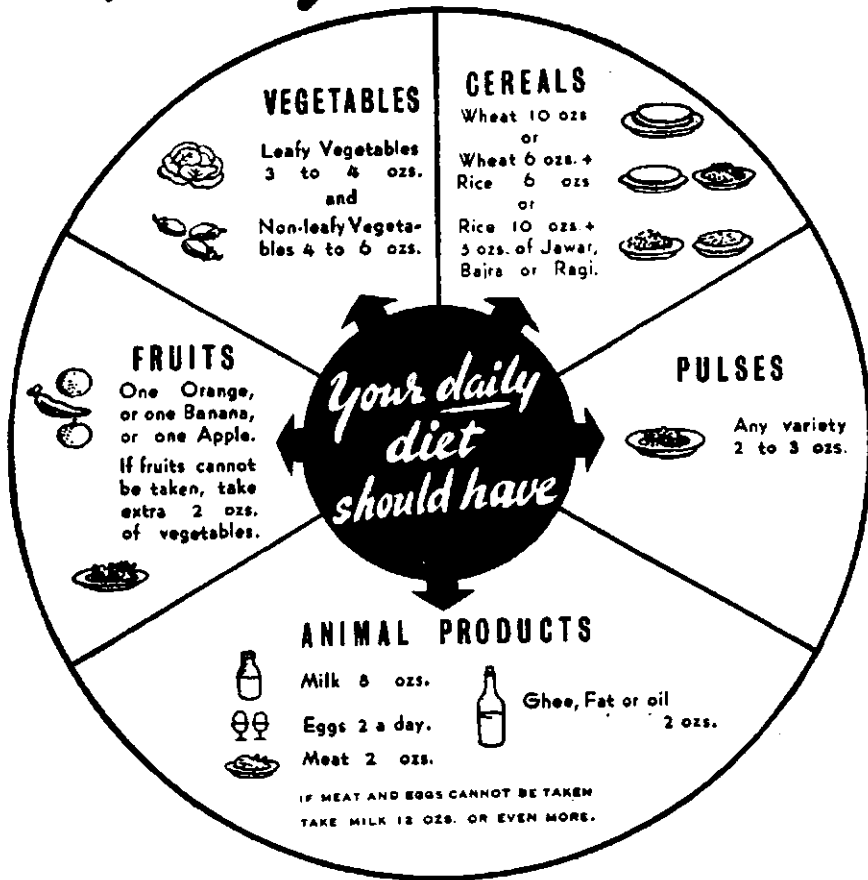 VEGETABLES
Leafy Vegetables
3 to 4 ozs.
and
Non-leafy Vegeta-
bles 4 to 6 ozs.
CEREALS
Wheat 10 ozs
or
Wheat 6 ozs. +
Rice 6 ozs
or
Rice 10 ozs. +
3 ozs. of Jawar,
Bajra or Ragi.
FRUITS
One Orange,
or one Banana,
or one Apple.
If fruits cannot
be taken, take
extra 2 ozs.
of vegetables.
Your daily
diet
should have
PULSES
Any variety
2 to 3 ozs.
ANIMAL PRODUCTS
Milk 8 ozs.
Eggs 2 a day.
Meat 2 ozs.
Ghee, Fat or oil
2 ozs.
IF MEAT AND EGGS CANNOT BE TAKEN
TAKE MILK 12 OZS. OR EVEN MORE.